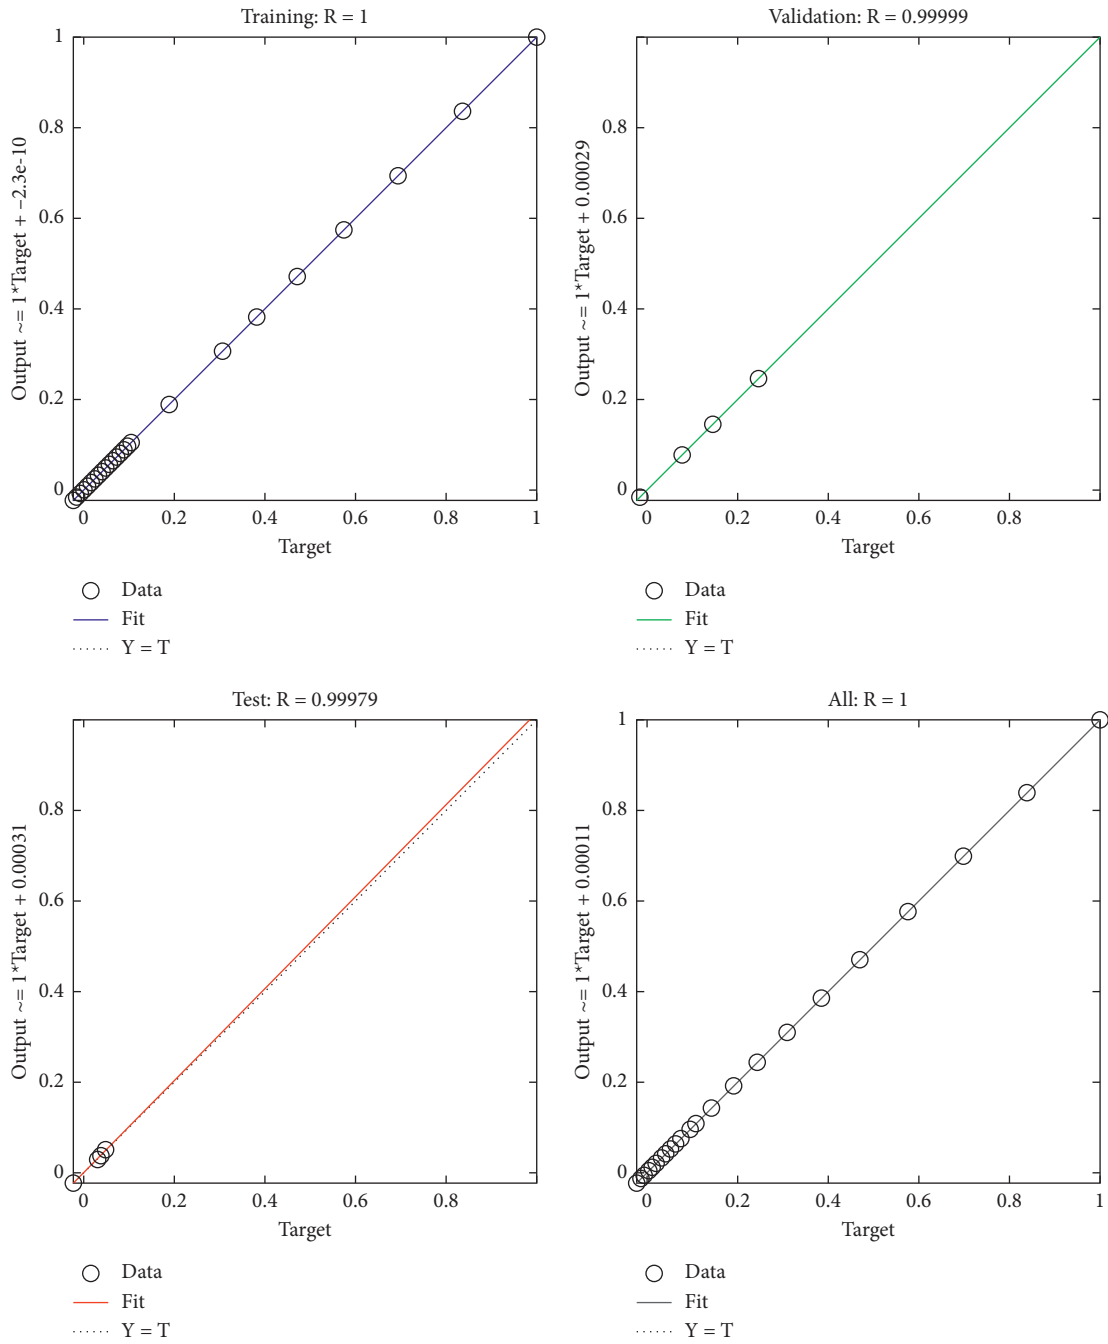 Training: R = 1
Output ~= 1*Target + −2.3e-10
1
0.8
0.6
0.4
0.2
0
0 0.2 0.4 0.6 0.8 1
Target
Data
Fit
Y = T
Validation: R = 0.99999
Output ~= 1*Target + 0.00029
0.8
0.6
0.4
0.2
0
0 0.2 0.4 0.6 0.8
Target
Data
Fit
Y = T
Test: R = 0.99979
Output ~= 1*Target + 0.00031
0.8
0.6
0.4
0.2
0
0 0.2 0.4 0.6 0.8
Target
Data
Fit
Y = T
All: R = 1
Output ~= 1*Target + 0.00011
1
0.8
0.6
0.4
0.2
0
0 0.2 0.4 0.6 0.8 1
Target
Data
Fit
Y = T